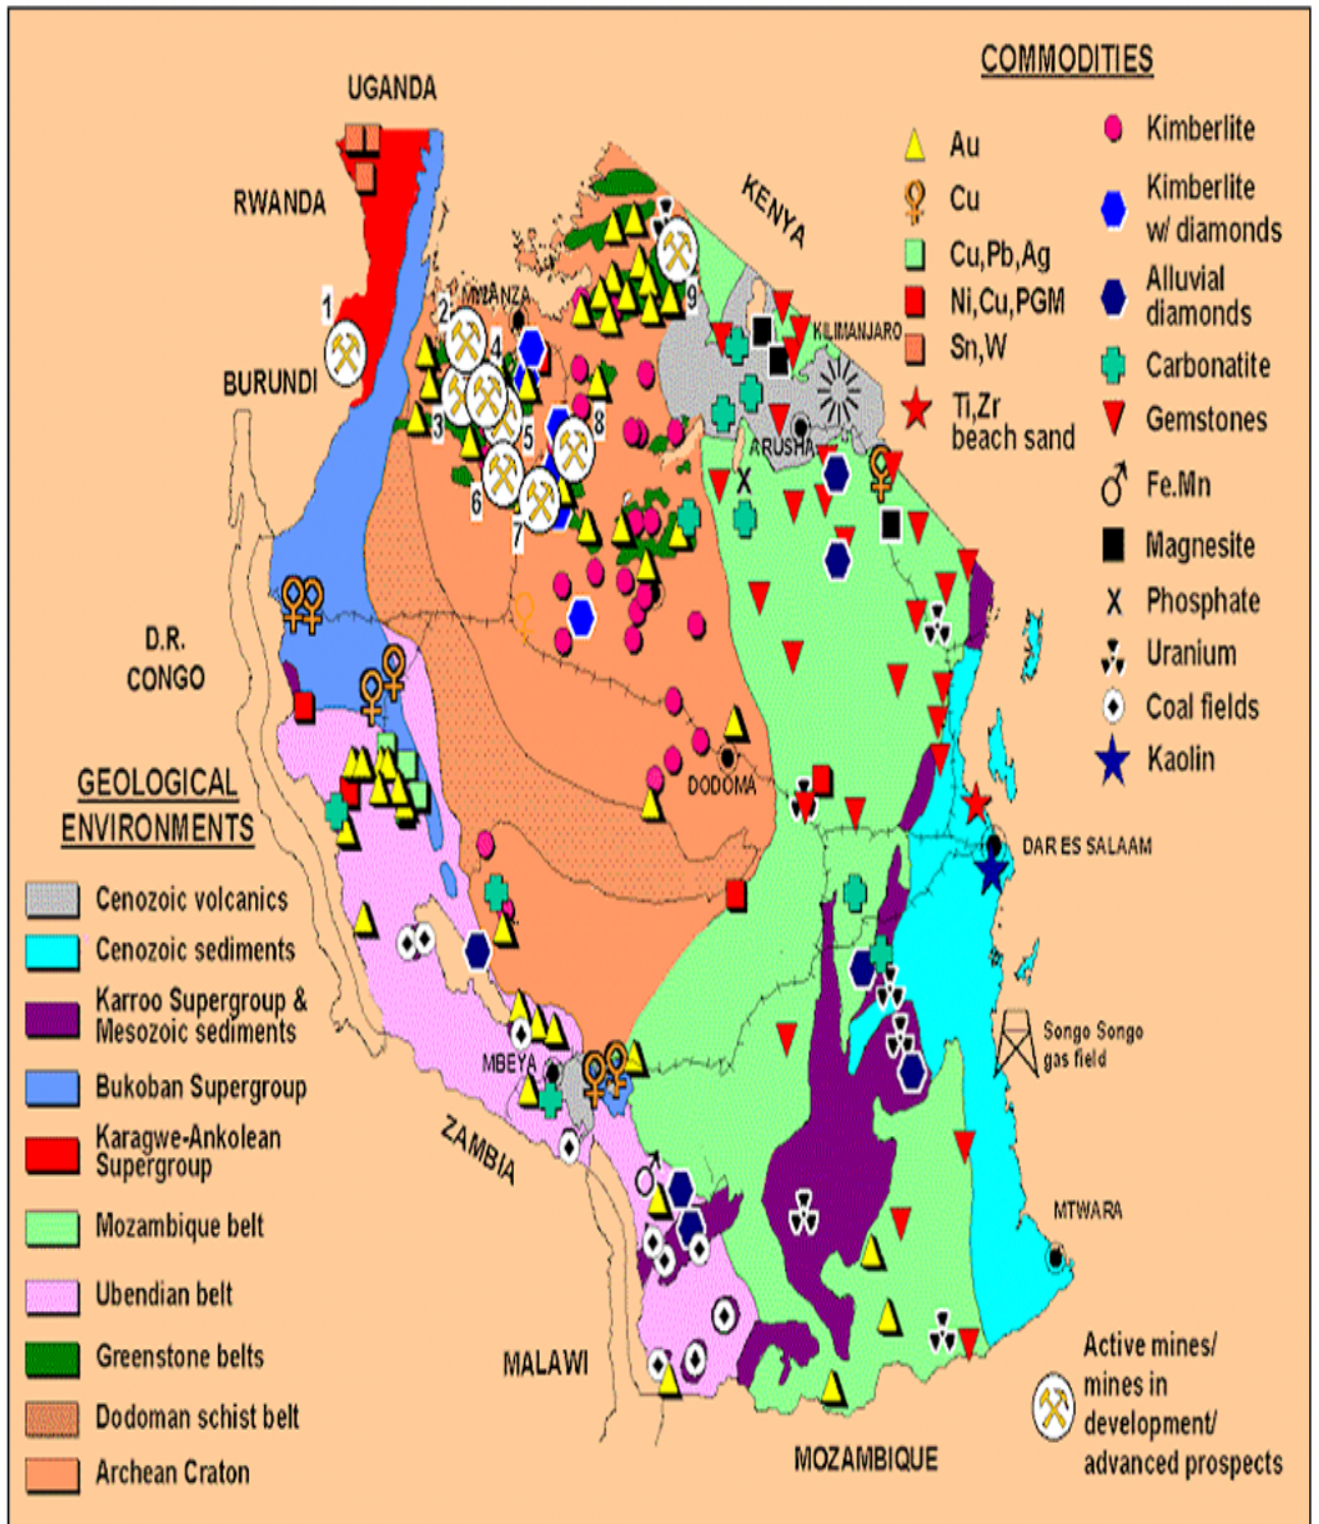 COMMODITIES
UGANDA
Au
Kimberlite
Cu
Kimberlite
w/ diamonds
RWANDA
KENYA
Cu,Pb,Ag
Alluvial
diamonds
1
2
MWANZA
9
Ni,Cu,PGM
4
KILIMANJARO
Sn,W
Carbonatite
BURUNDI
3
5
8
Ti,Zr
beach sand
Gemstones
ARUSHA
6
7
Fe.Mn
Magnesite
Phosphate
D.R.
CONGO
Uranium
Coal fields
Kaolin
GEOLOGICAL
ENVIRONMENTS
DODOMA
DAR ES SALAAM
Cenozoic volcanics
Cenozoic sediments
Karroo Supergroup &
Mesozoic sediments
Songo Songo
gas field
MBEYA
Bukoban Supergroup
ZAMBIA
Karagwe-Ankolean
Supergroup
Mozambique belt
MTWARA
Ubendian belt
Greenstone belts
MALAWI
Active mines/
mines in
development/
advanced prospects
Dodoman schist belt
Archean Craton
MOZAMBIQUE